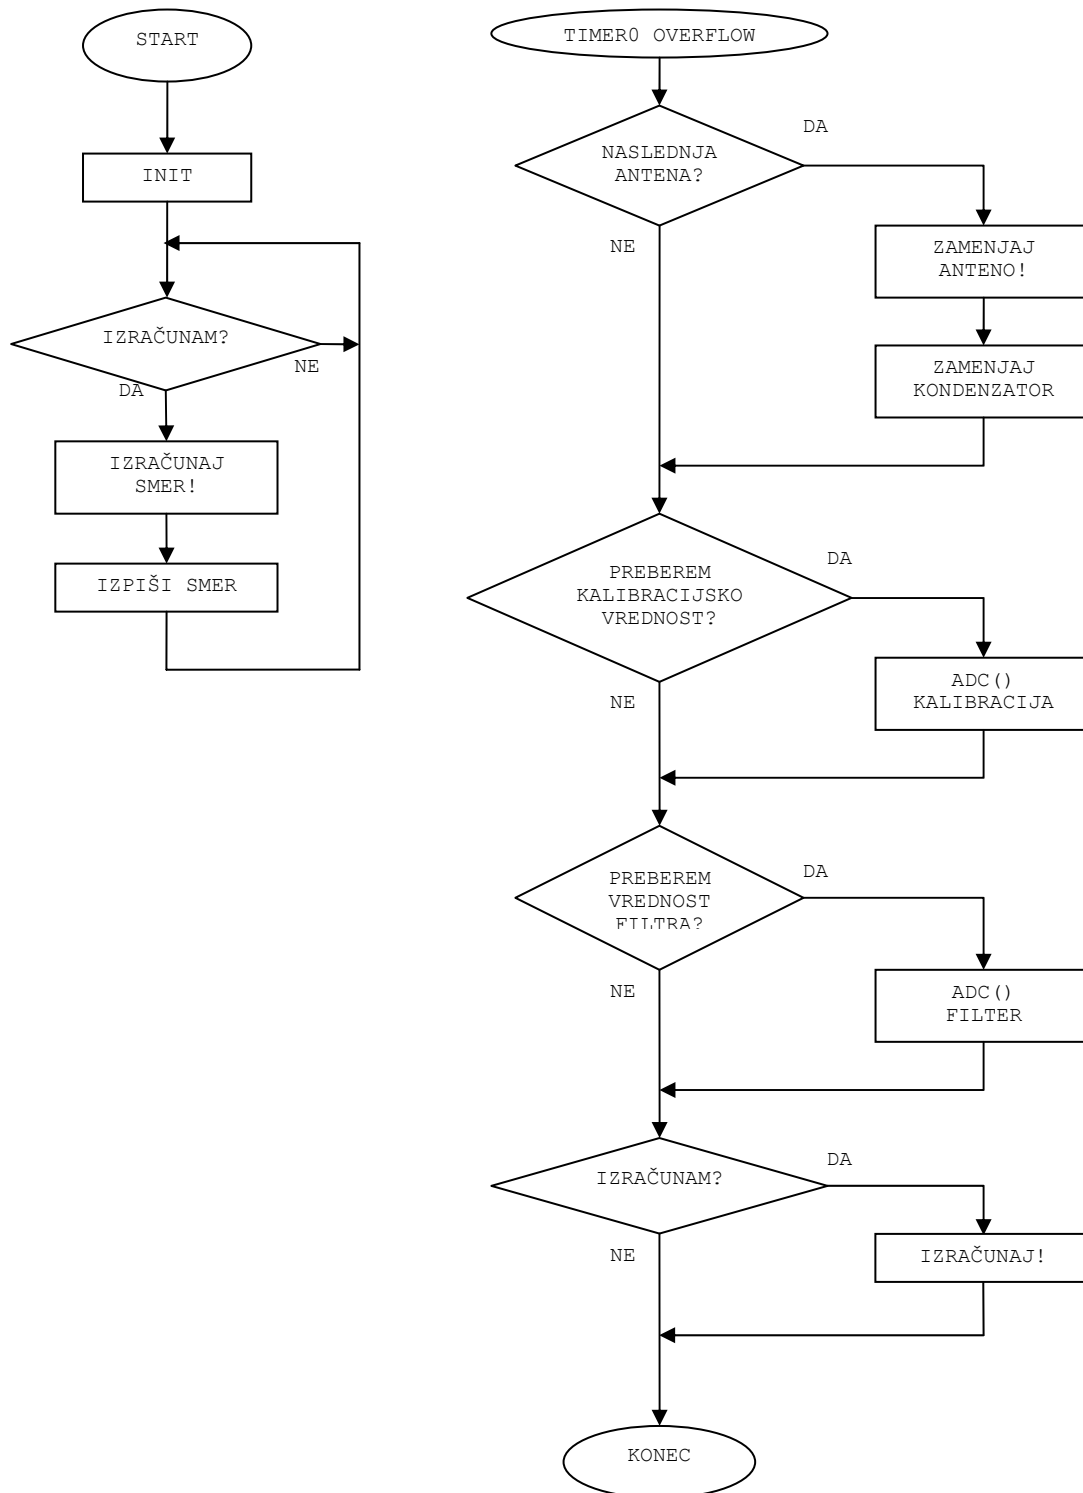 START
INIT
IZRAČUNAM?
NE
DA
IZRAČUNAJ
SMER!
IZPIŠI SMER
TIMER0 OVERFLOW
DA
NASLEDNJA
ANTENA?
NE
ZAMENJAJ
ANTENO!
ZAMENJAJ
KONDENZATOR
DA
PREBEREM
KALIBRACIJSKO
VREDNOST?
NE
ADC()
KALIBRACIJA
DA
PREBEREM
VREDNOST
FILTRA?
NE
ADC()
FILTER
DA
IZRAČUNAM?
NE
IZRAČUNAJ!
KONEC